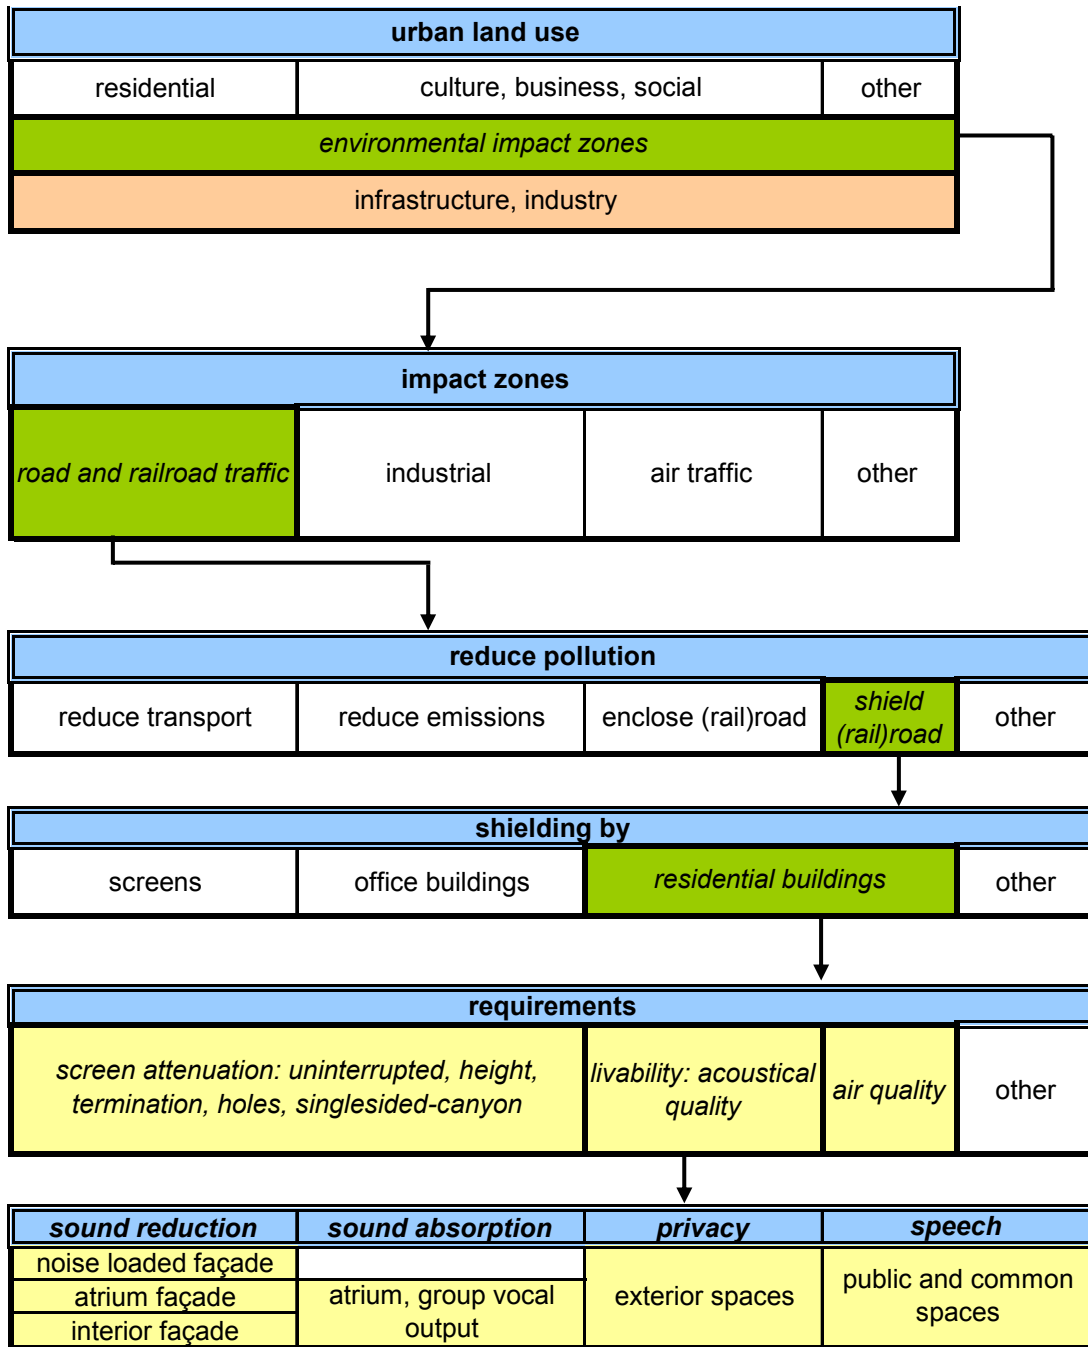 urban land use
residential
culture, business, social
other
environmental impact zones
infrastructure, industry
impact zones
road and railroad traffic
industrial
air traffic
other
reduce pollution
reduce transport
reduce emissions
enclose (rail)road
shield
(rail)road
other
shielding by
screens
office buildings
residential buildings
other
requirements
screen attenuation: uninterrupted, height,
termination, holes, singlesided-canyon
livability: acoustical
quality
air quality
other
sound reduction
sound absorption
privacy
speech
noise loaded façade
atrium façade
interior façade
atrium, group vocal
output
exterior spaces
public and common
spaces